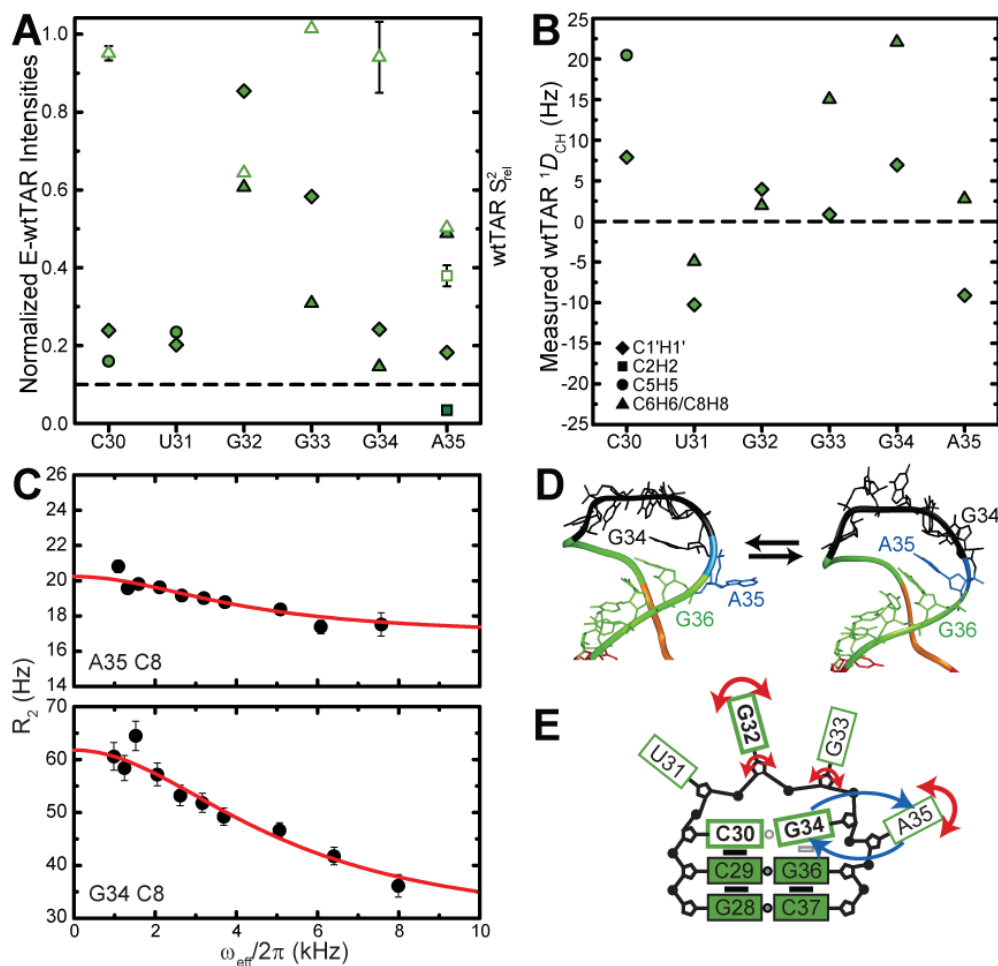 A
Normalized E-wtTAR Intensities
1.0
0.8
0.6
0.4
0.2
0.0
C30 U31 G32 G33 G34 A35
wtTAR S²rel
B
Measured wtTAR ¹D_CH (Hz)
25
20
15
10
5
0
-5
-10
-15
-20
-25
C1'H1'
C2H2
C5H5
C6H6/C8H8
C30 U31 G32 G33 G34 A35
C
R₂ (Hz)
26
24
22
20
18
16
14
A35 C8
70
60
50
40
30
G34 C8
0 2 4 6 8 10
ω_eff/2π (kHz)
D
G34
A35
G36
G34
A35
G36
E
G32
G33
U31
A35
C30
G34
C29
G36
G28
C37